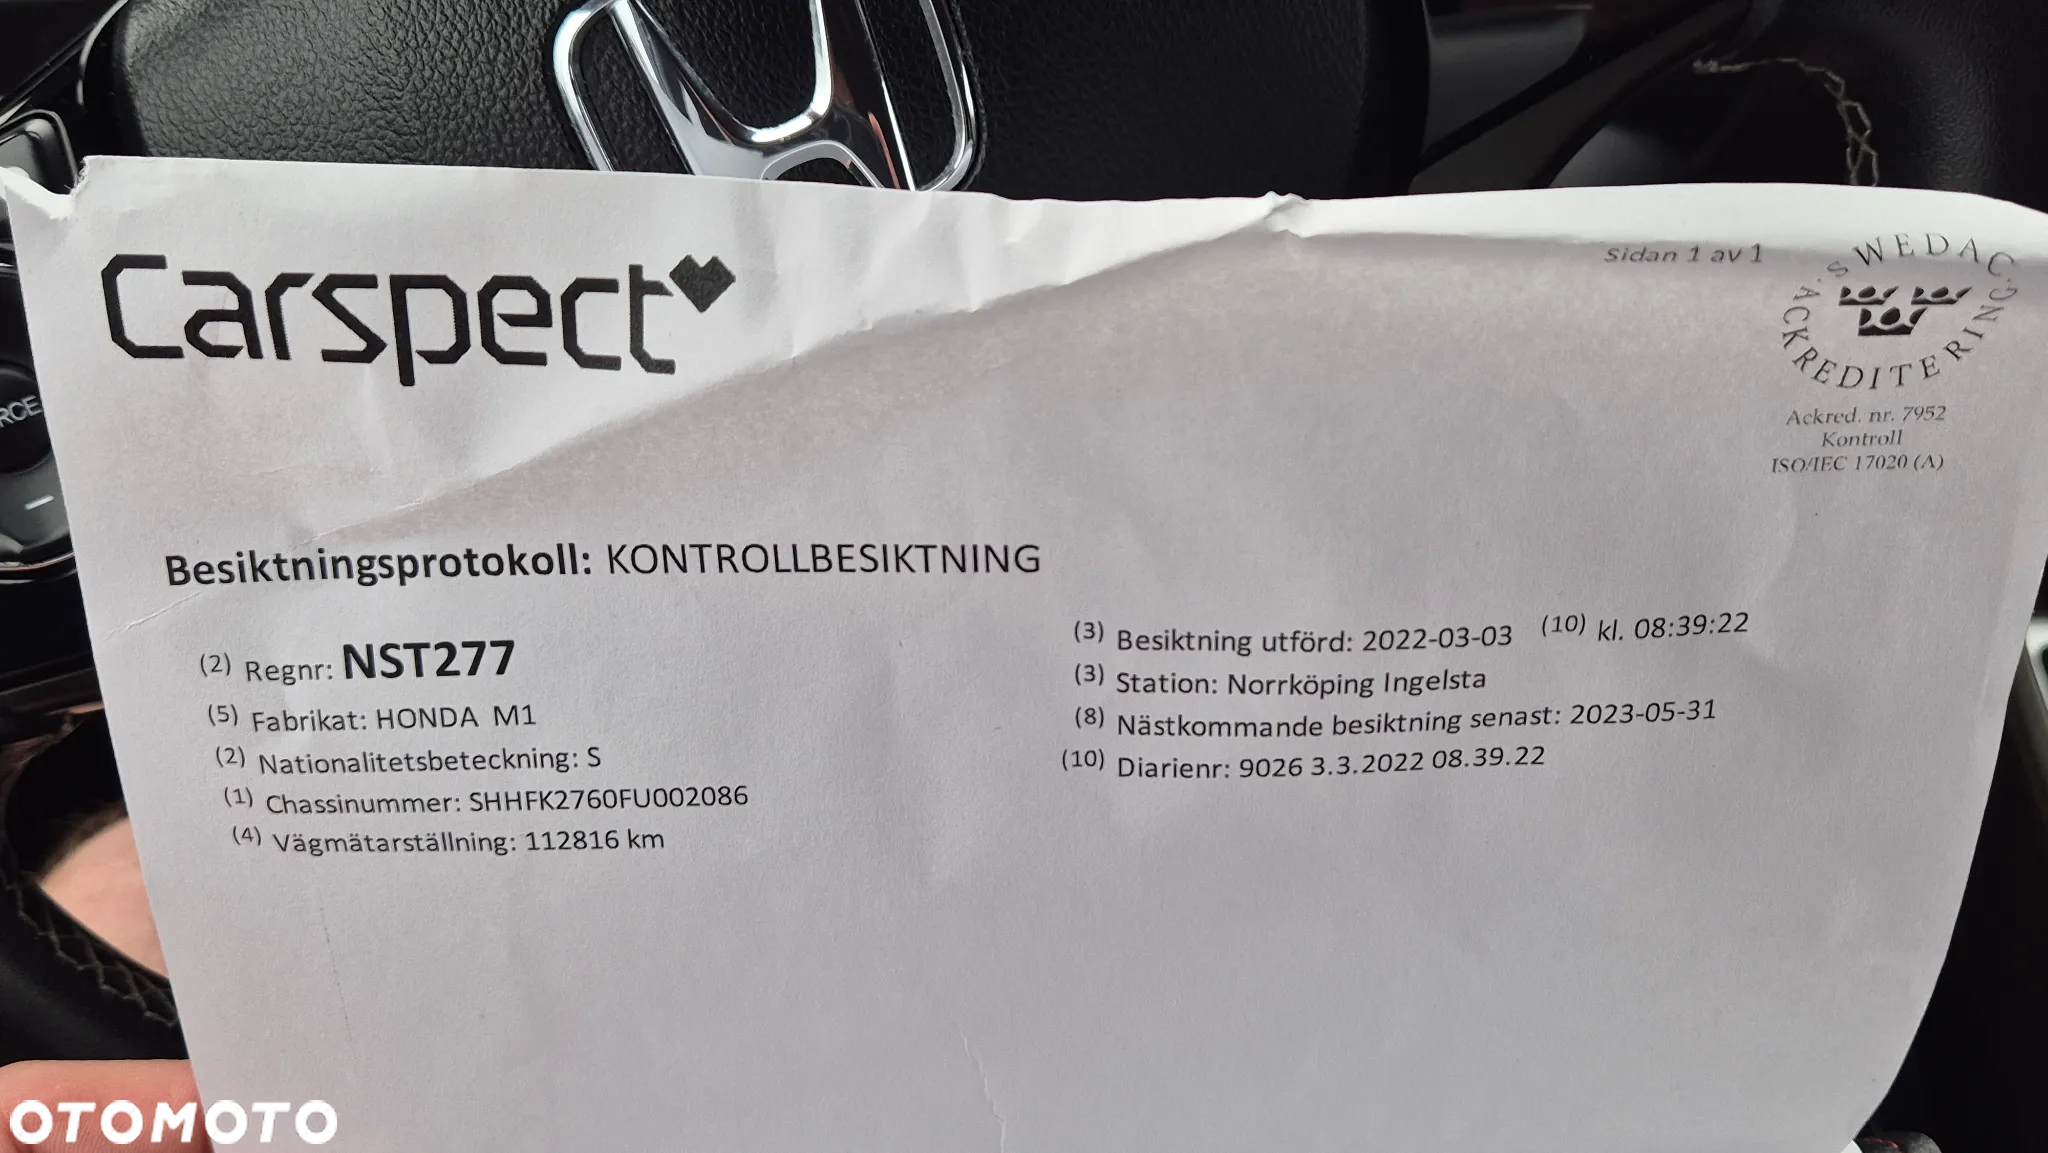 Carspect
Sidan 1 av 1
SWEDAC · ACKREDITERING ·
Ackred. nr. 7952
Kontroll
ISO/IEC 17020 (A)
RCE
Besiktningsprotokoll: KONTROLLBESIKTNING
(2) Regnr: NST277
(5) Fabrikat: HONDA M1
(2) Nationalitetsbeteckning: S
(1) Chassinummer: SHHFK2760FU002086
(4) Vägmätarställning: 112816 km
(3) Besiktning utförd: 2022-03-03 (10) kl. 08:39:22
(3) Station: Norrköping Ingelsta
(8) Nästkommande besiktning senast: 2023-05-31
(10) Diarienr: 9026 3.3.2022 08.39.22
OTOMOTO